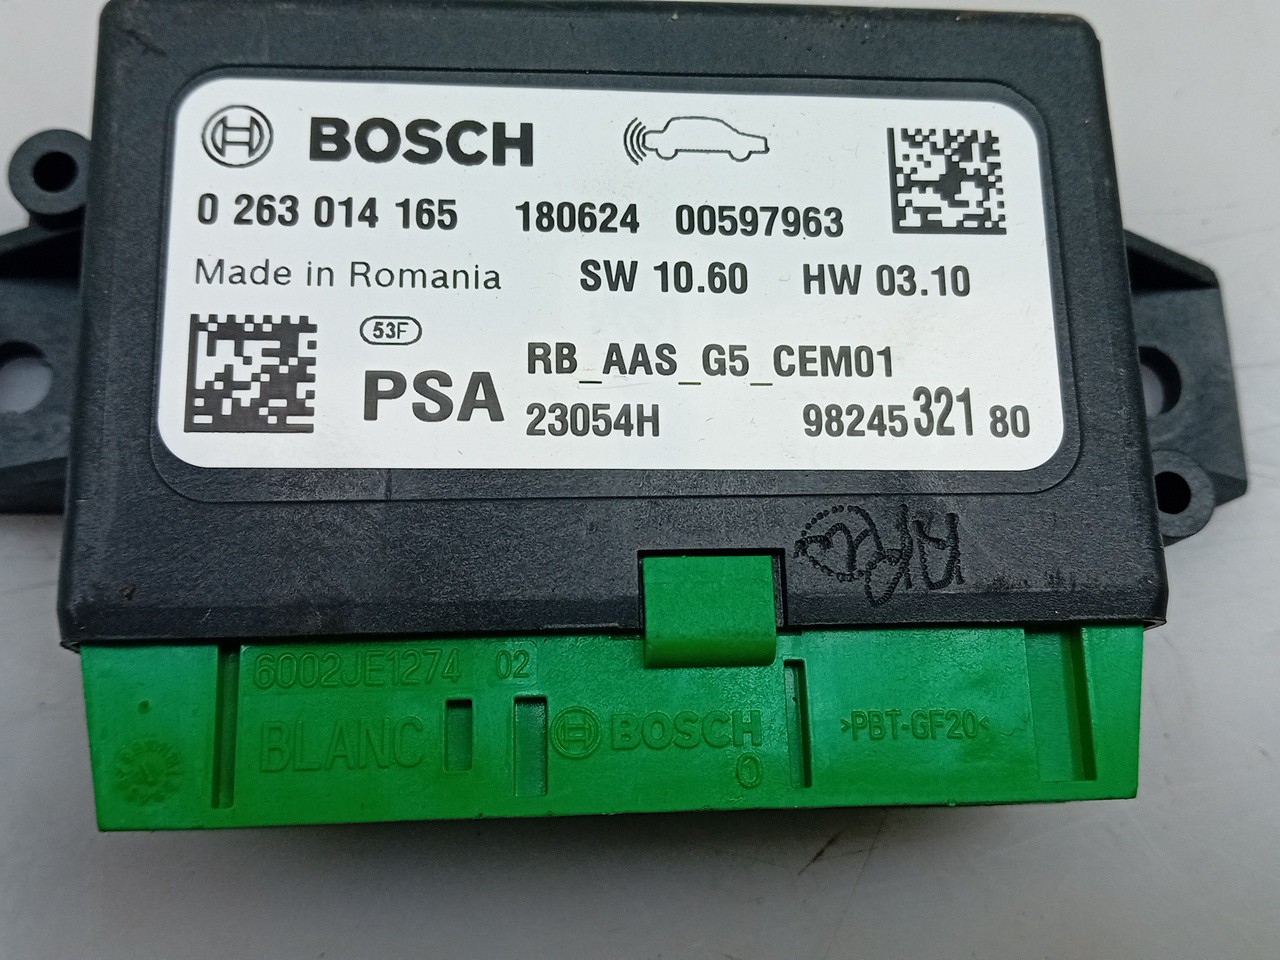 BOSCH
0 263 014 165 180624 00597963
Made in Romania SW 10.60 HW 03.10
53F
PSA RB_AAS_G5_CEM01
23054H 98245 321 80
6002JE1274 02
BLANC BOSCH >PBT-GF20<
0